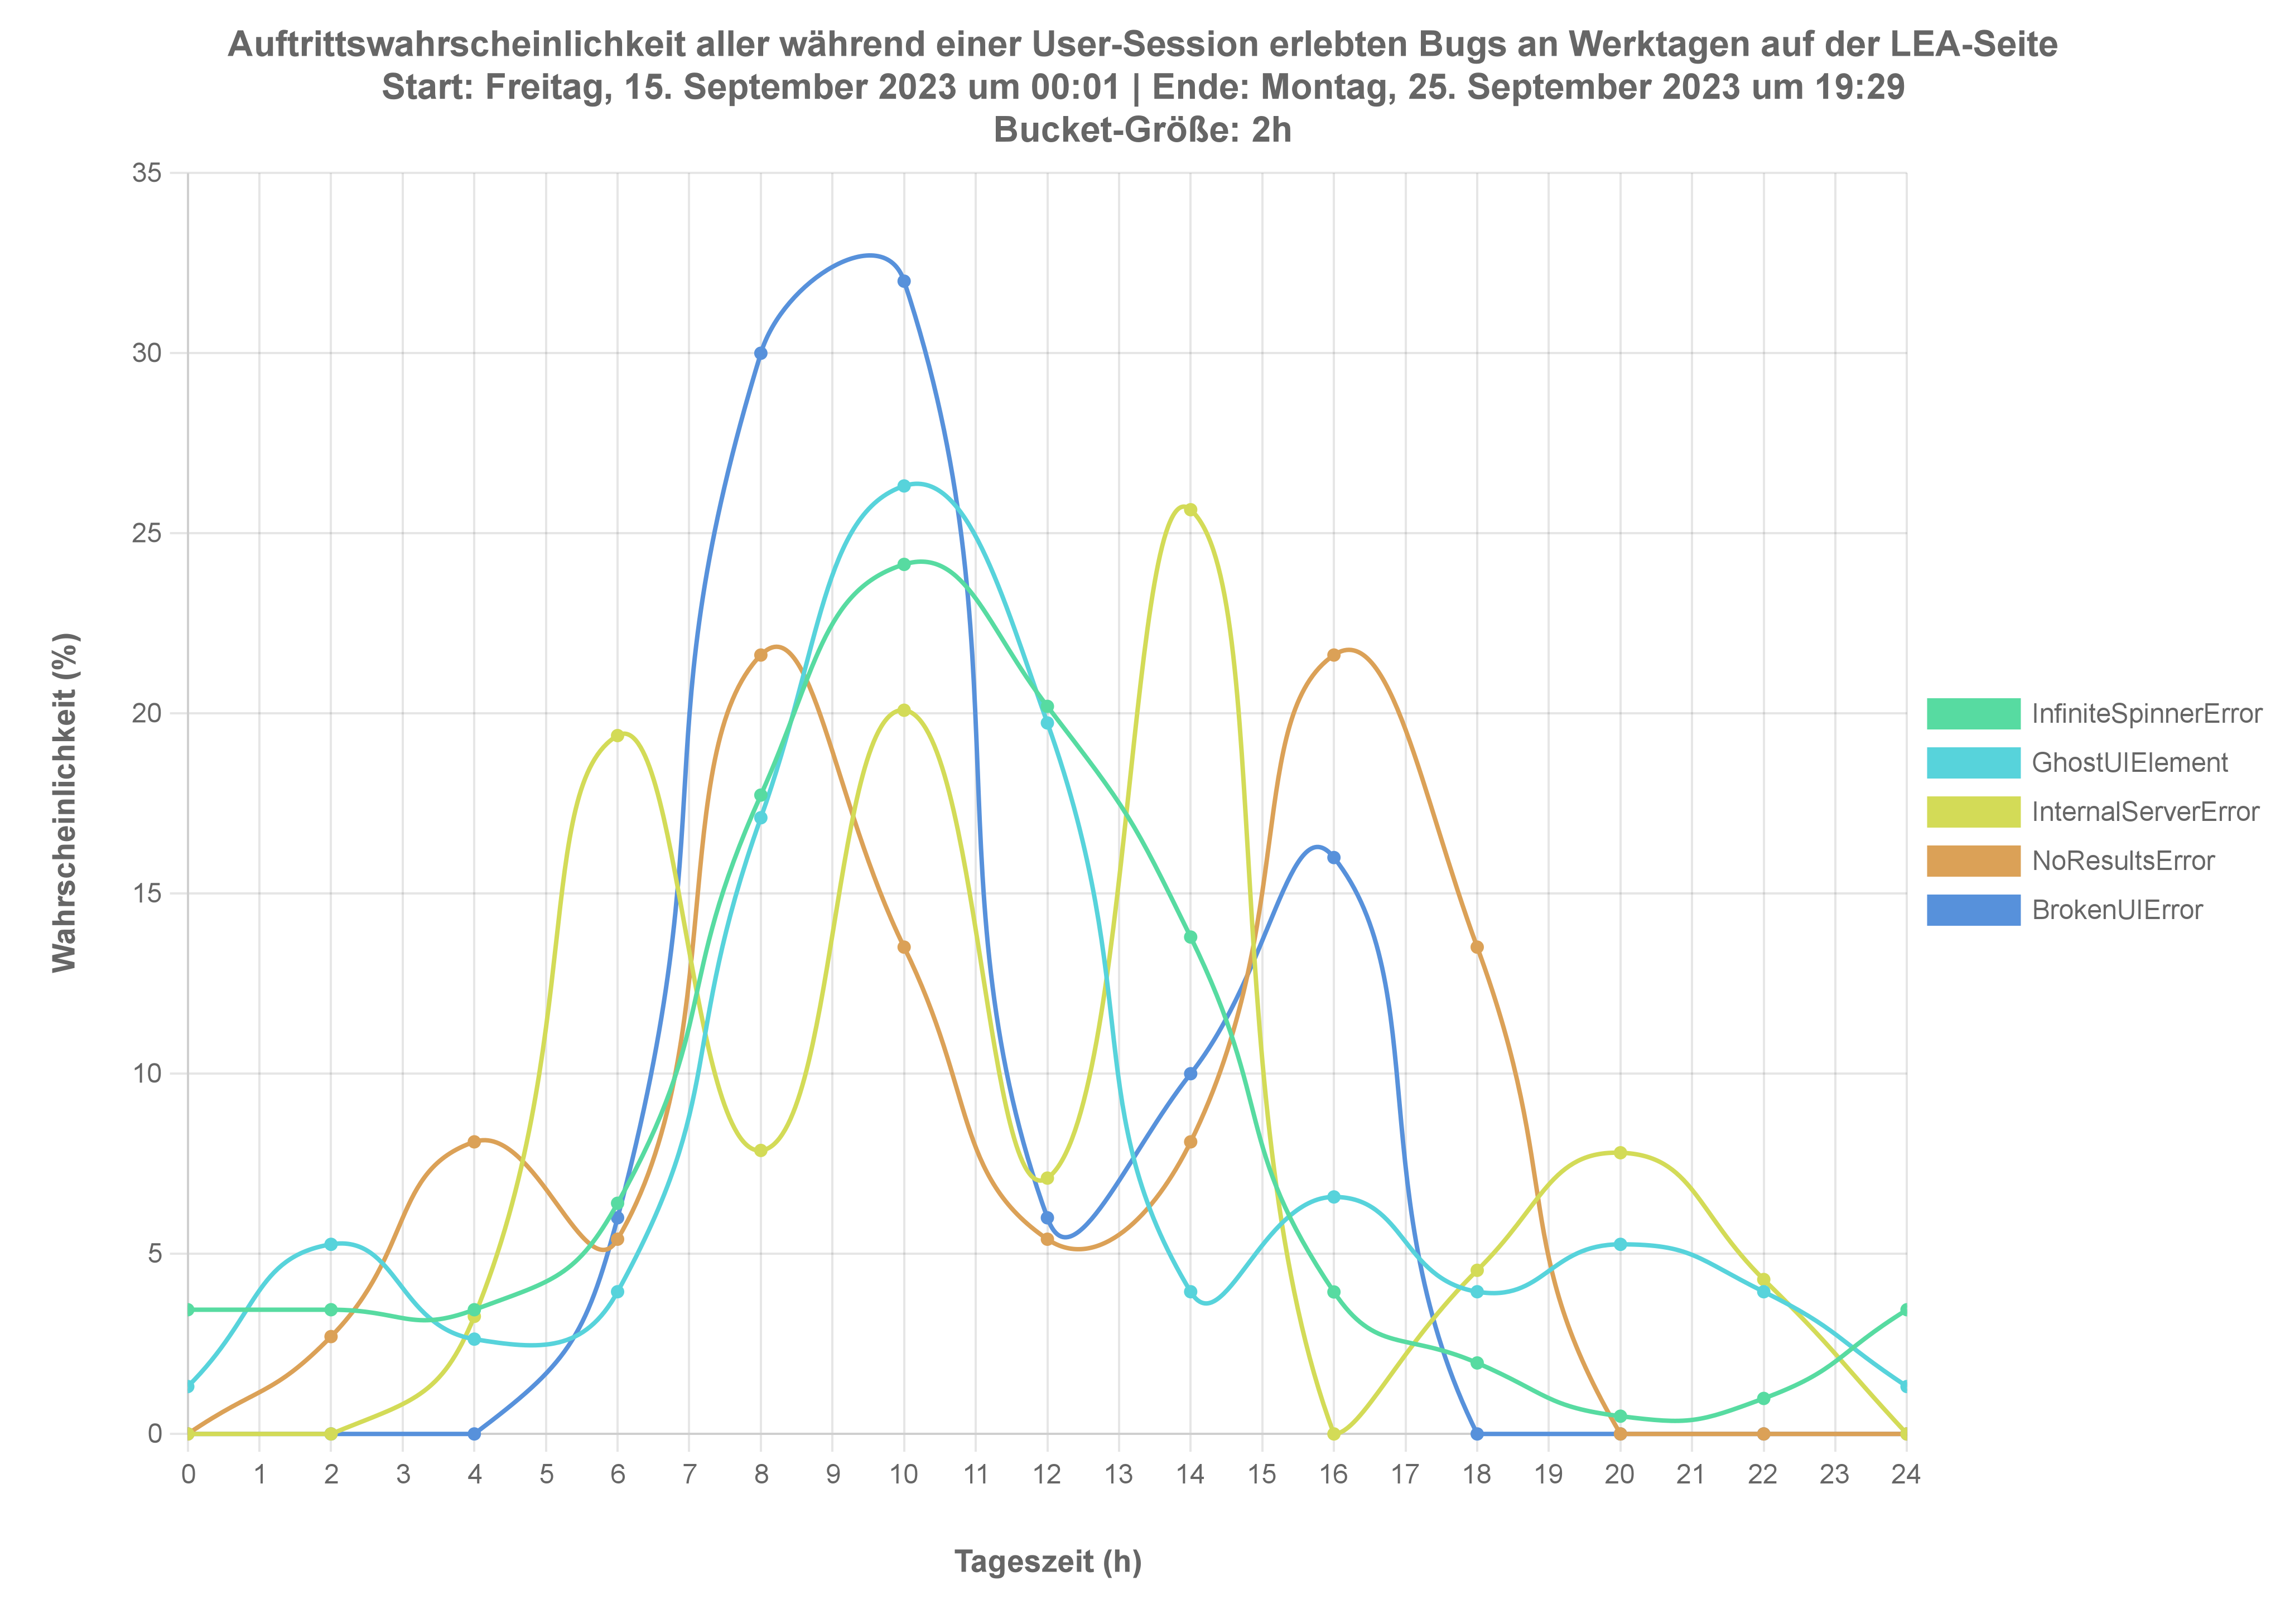 Auftrittswahrscheinlichkeit aller während einer User-Session erlebten Bugs an Werktagen auf der LEA-Seite
Start: Freitag, 15. September 2023 um 00:01 | Ende: Montag, 25. September 2023 um 19:29
Bucket-Größe: 2h
Wahrscheinlichkeit (%)
35
30
25
20
15
10
5
0
0 1 2 3 4 5 6 7 8 9 10 11 12 13 14 15 16 17 18 19 20 21 22 23 24
Tageszeit (h)
InfiniteSpinnerError
GhostUIElement
InternalServerError
NoResultsError
BrokenUIError